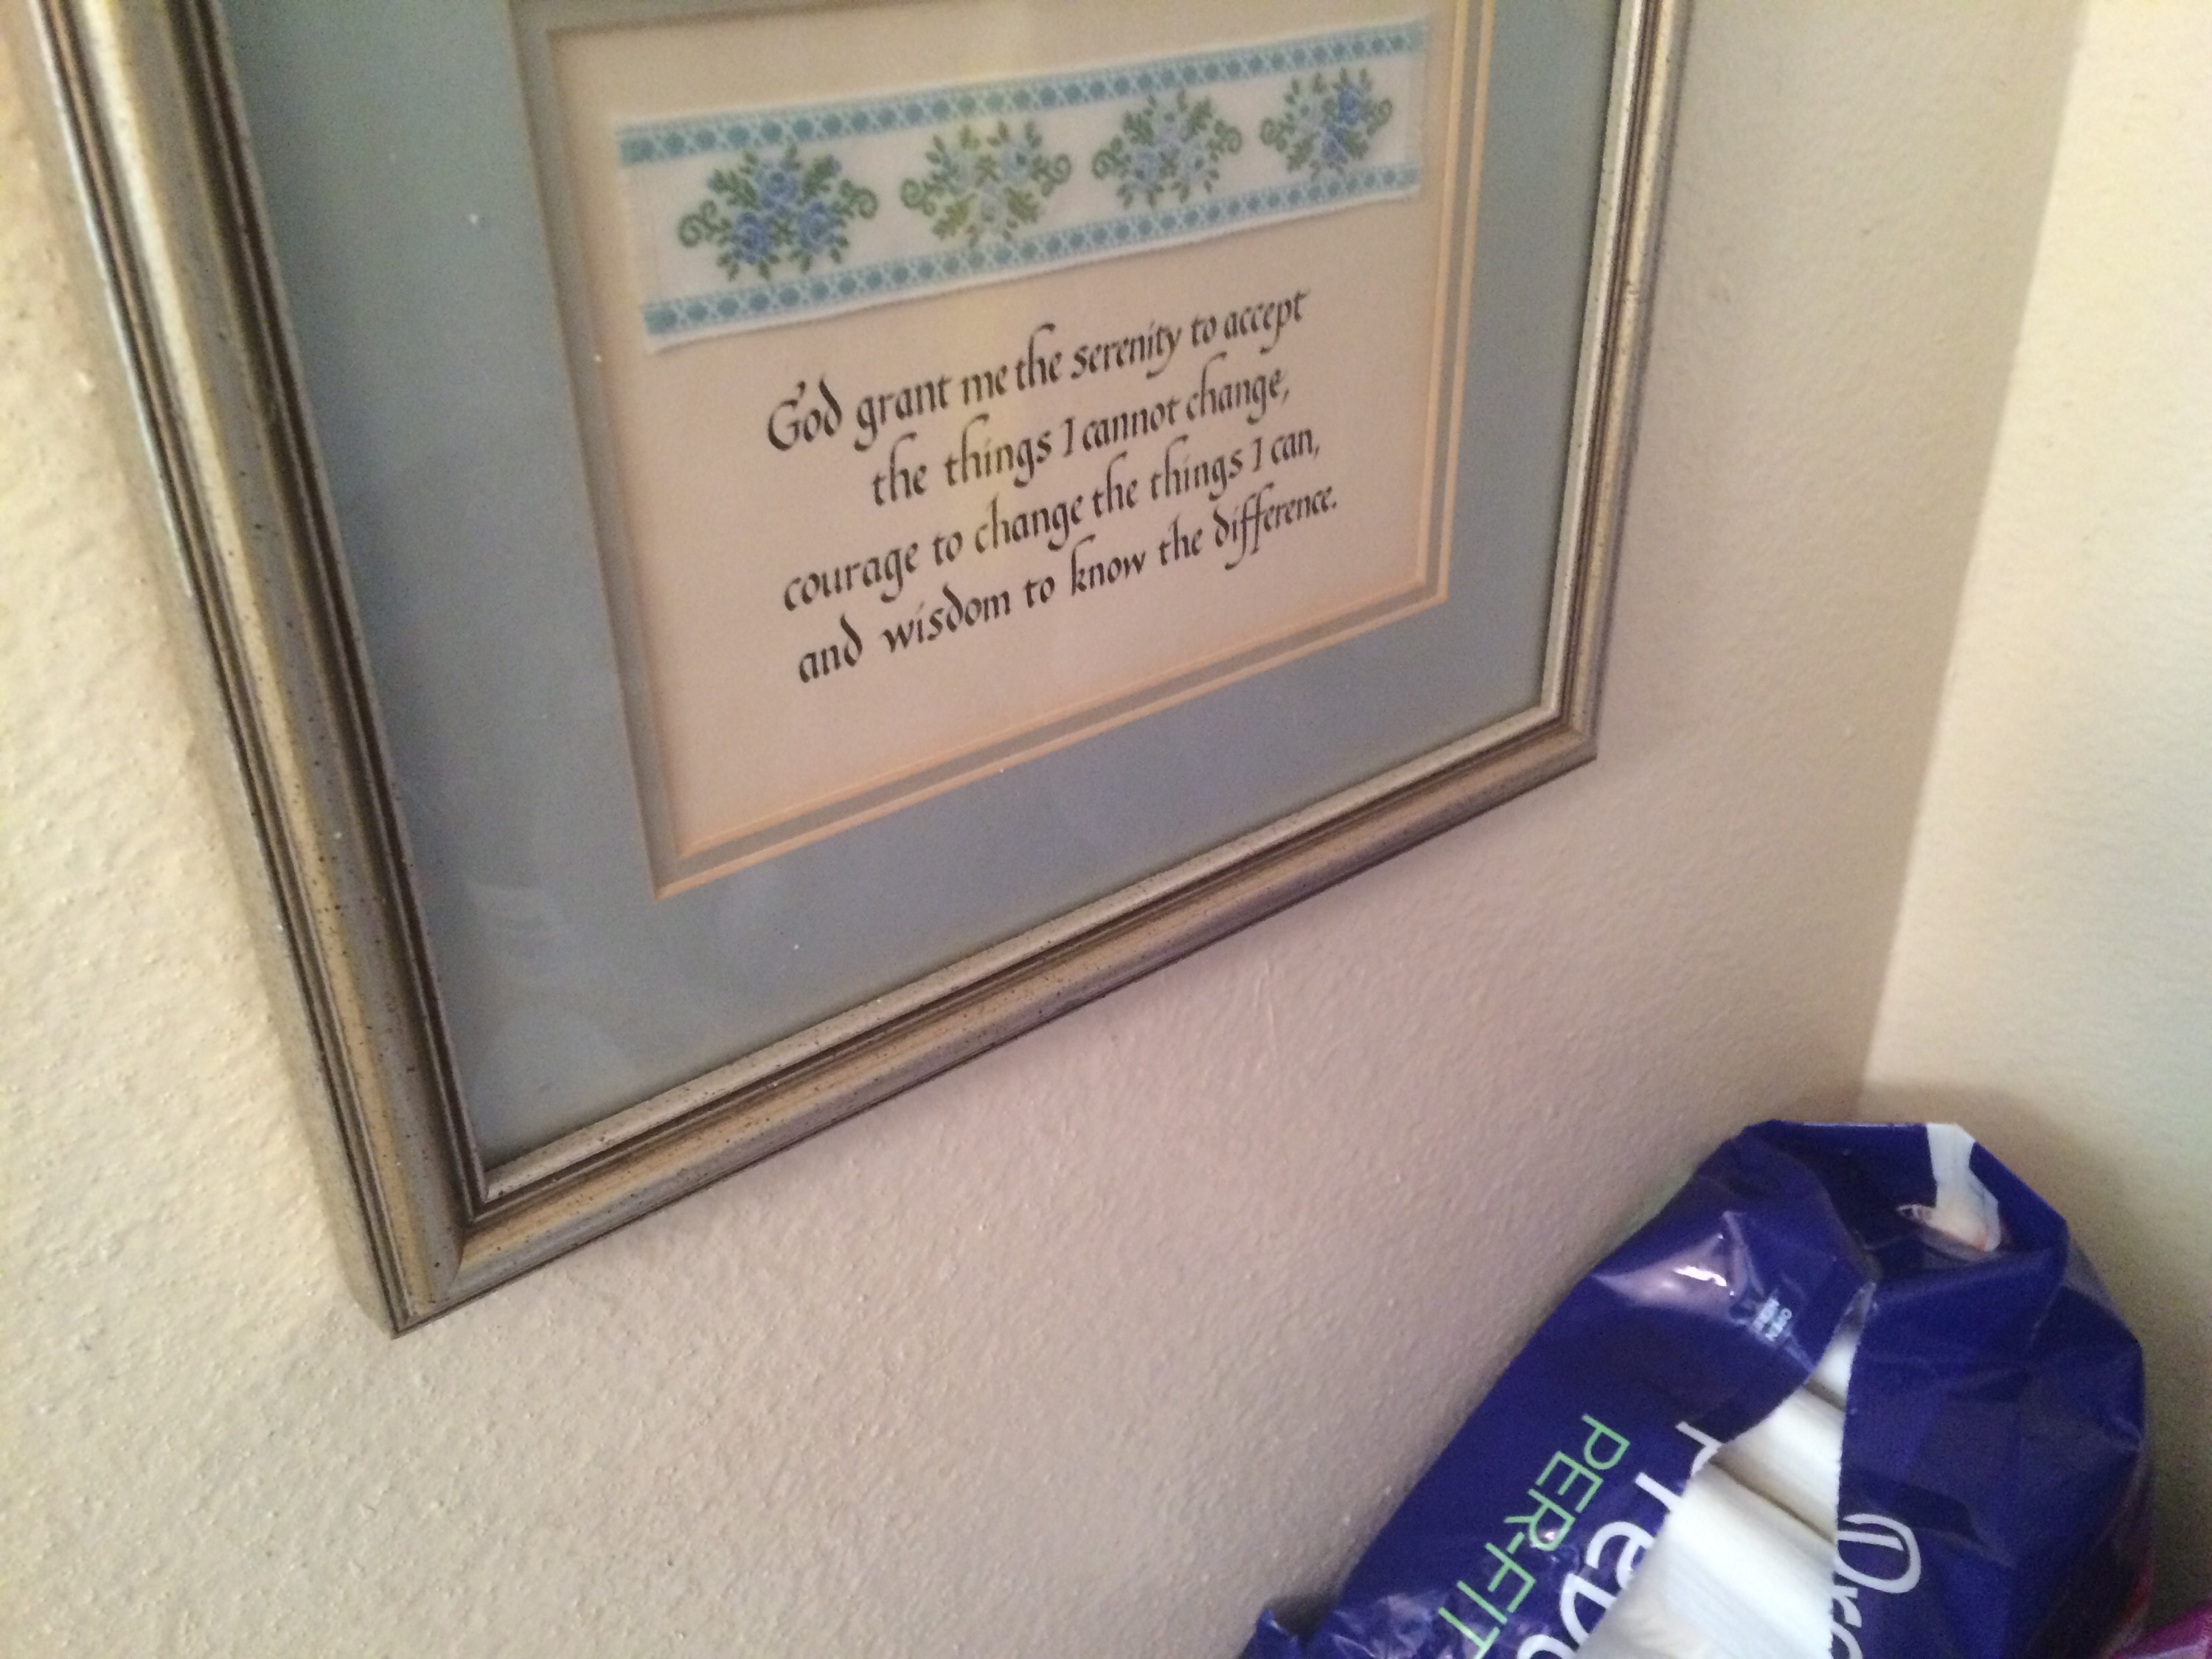 God grant me the serenity to accept
the things I cannot change,
courage to change the things I can,
and wisdom to know the difference.
PER-FIT